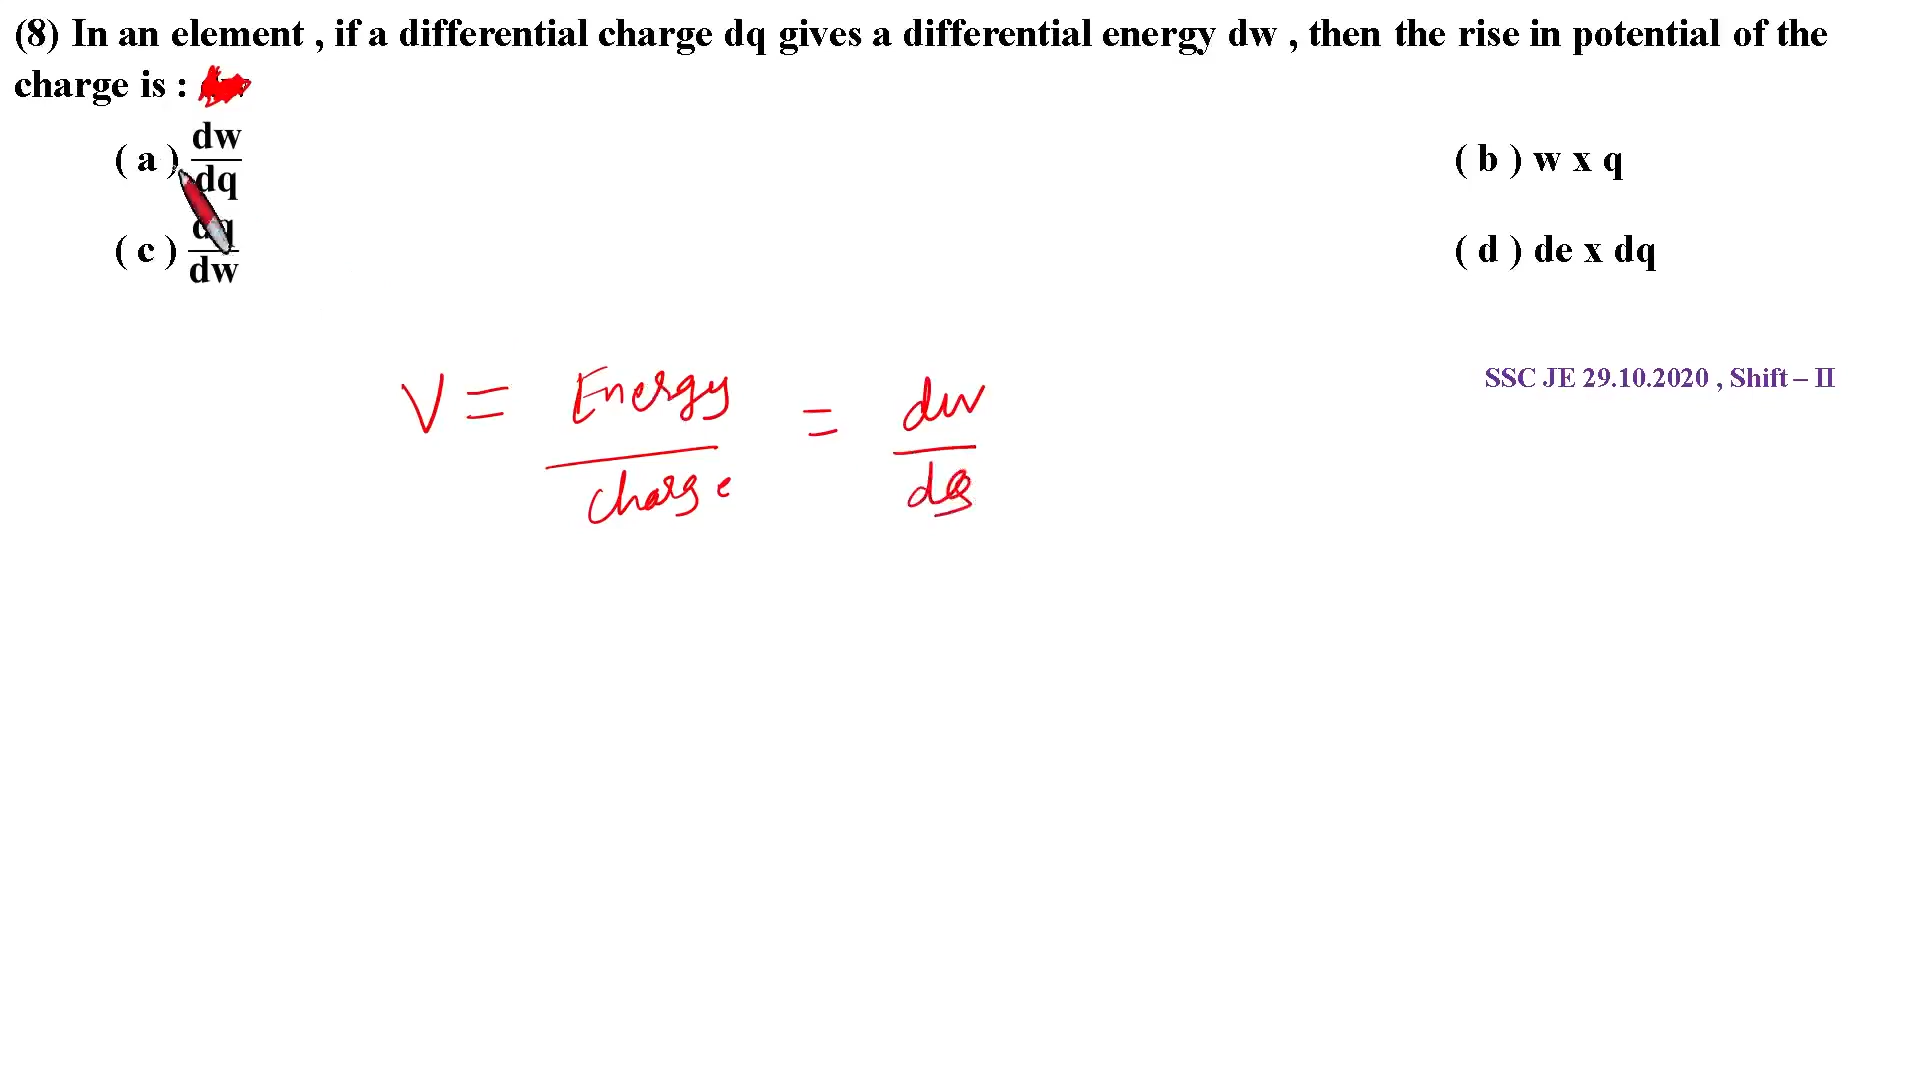 (8) In an element , if a differential charge dq gives a differential energy dw , then the rise in potential of the
charge is :
( a ) dw/dq
( b ) w x q
( c ) dq/dw
( d ) de x dq
SSC JE 29.10.2020 , Shift – II
V = Energy/charge = dw/dq